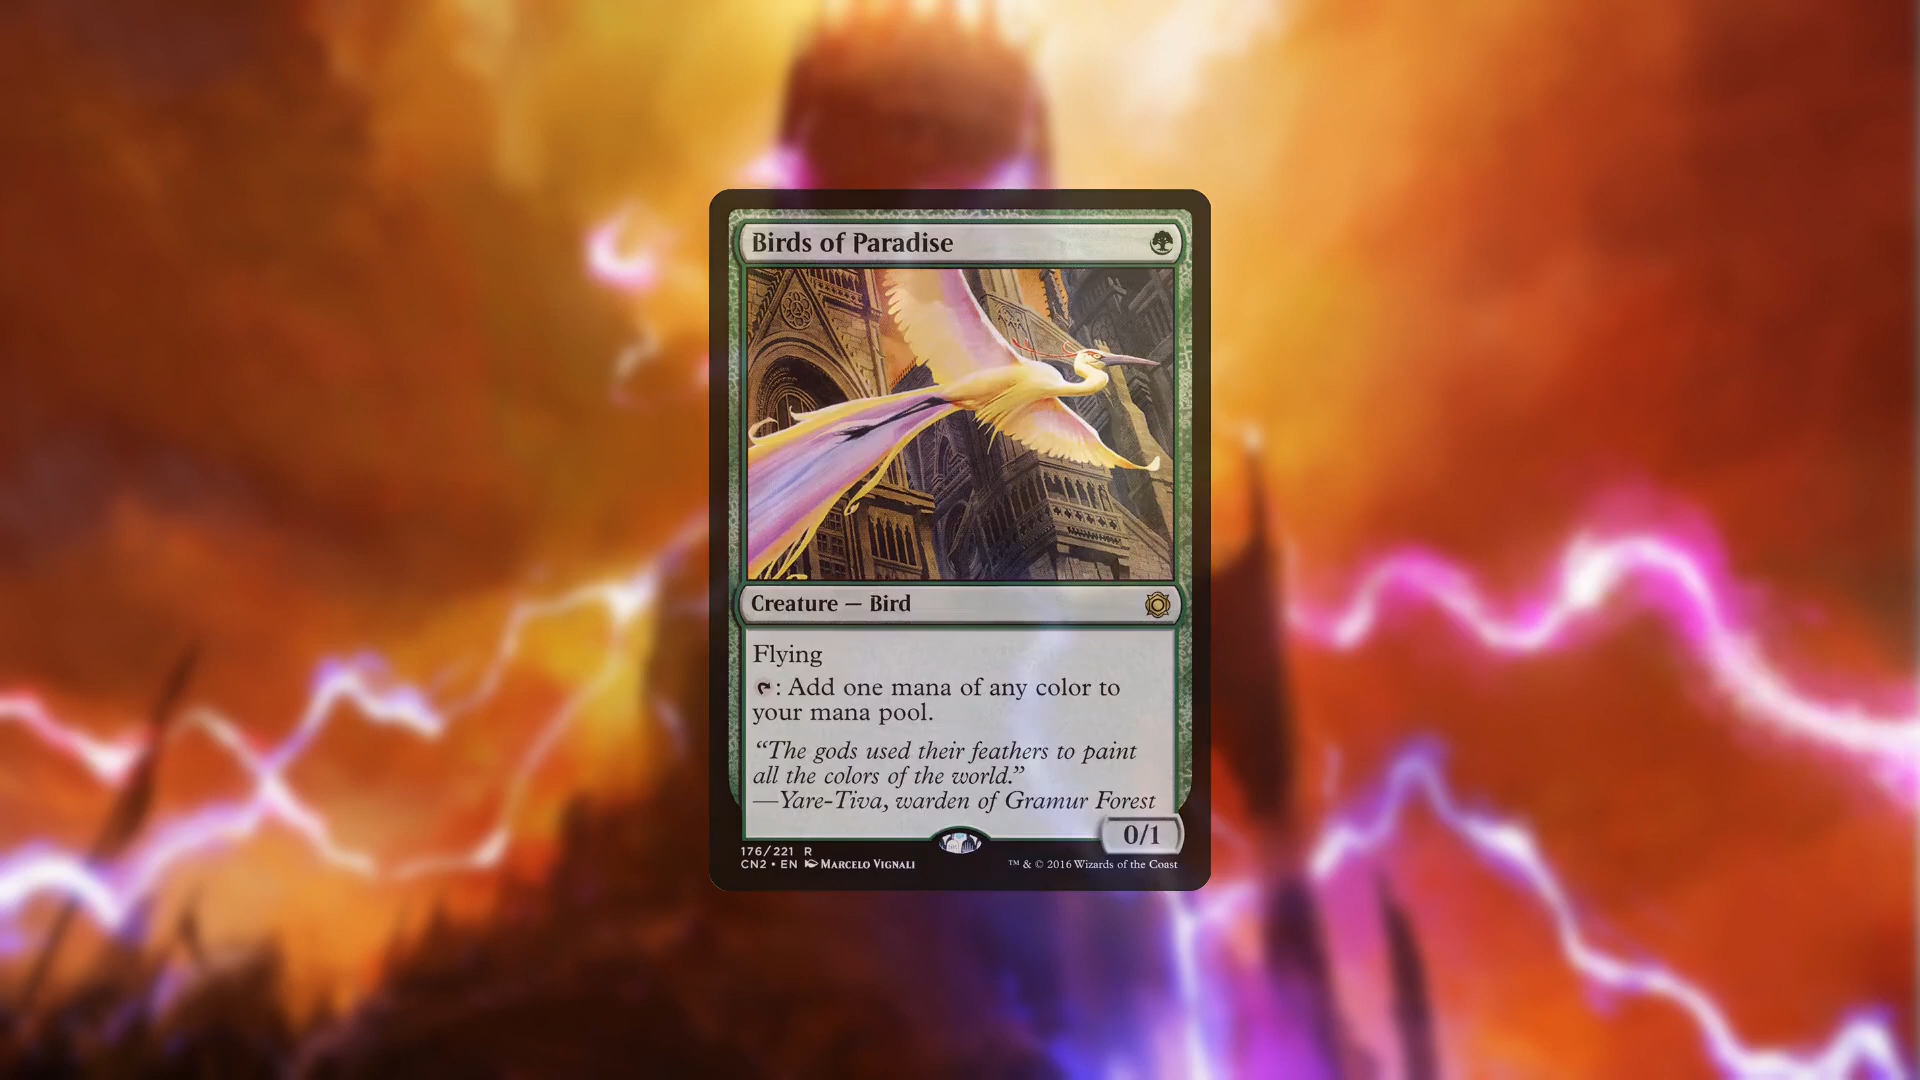 Birds of Paradise
Creature — Bird
Flying
: Add one mana of any color to
your mana pool.
“The gods used their feathers to paint
all the colors of the world.”
—Yare-Tiva, warden of Gramur Forest
0/1
176/221 R
CN2 • EN MARCELO VIGNALI
™ & © 2016 Wizards of the Coast